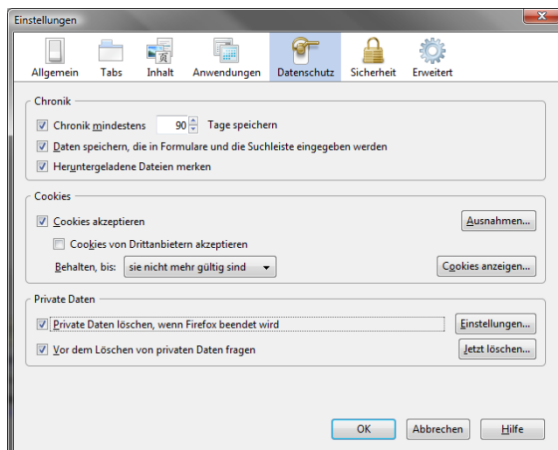 Einstellungen
Allgemein Tabs Inhalt Anwendungen Datenschutz Sicherheit Erweitert
Chronik
Chronik mindestens 90 Tage speichern
Daten speichern, die in Formulare und die Suchleiste eingegeben werden
Heruntergeladene Dateien merken
Cookies
Cookies akzeptieren Ausnahmen...
Cookies von Drittanbietern akzeptieren
Behalten, bis: sie nicht mehr gültig sind Cookies anzeigen...
Private Daten
Private Daten löschen, wenn Firefox beendet wird Einstellungen...
Vor dem Löschen von privaten Daten fragen Jetzt löschen...
OK Abbrechen Hilfe